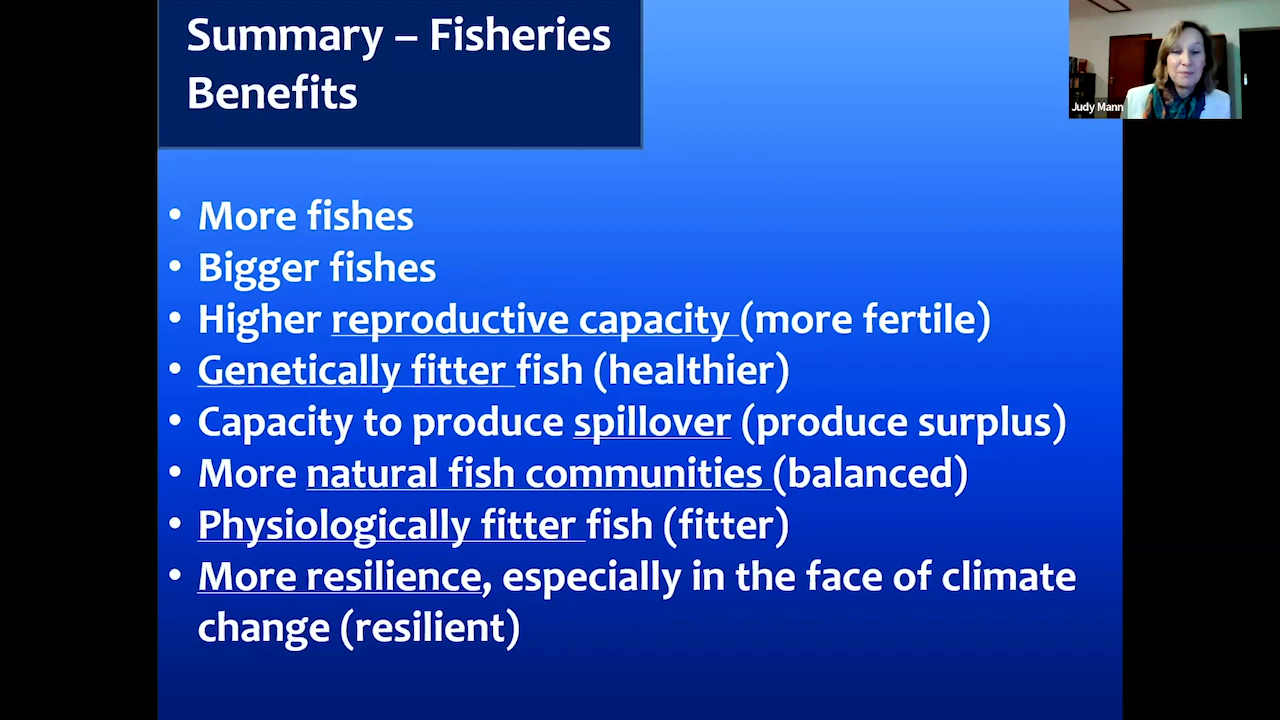 Summary – Fisheries
Benefits
Judy Mann
• More fishes
• Bigger fishes
• Higher reproductive capacity (more fertile)
• Genetically fitter fish (healthier)
• Capacity to produce spillover (produce surplus)
• More natural fish communities (balanced)
• Physiologically fitter fish (fitter)
• More resilience, especially in the face of climate
change (resilient)